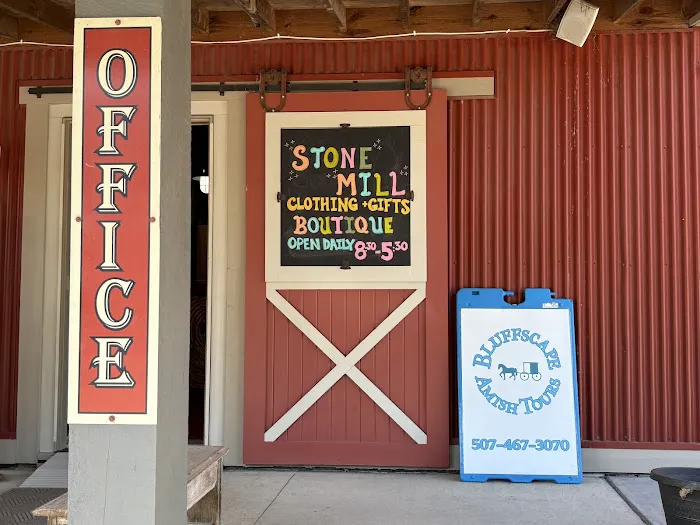 OFFICE
STONE
MILL
CLOTHING + GIFTS
BOUTIQUE
OPEN DAILY 8:30-5:30
BLUFFSCAPE
AMISH TOURS
507-467-3070